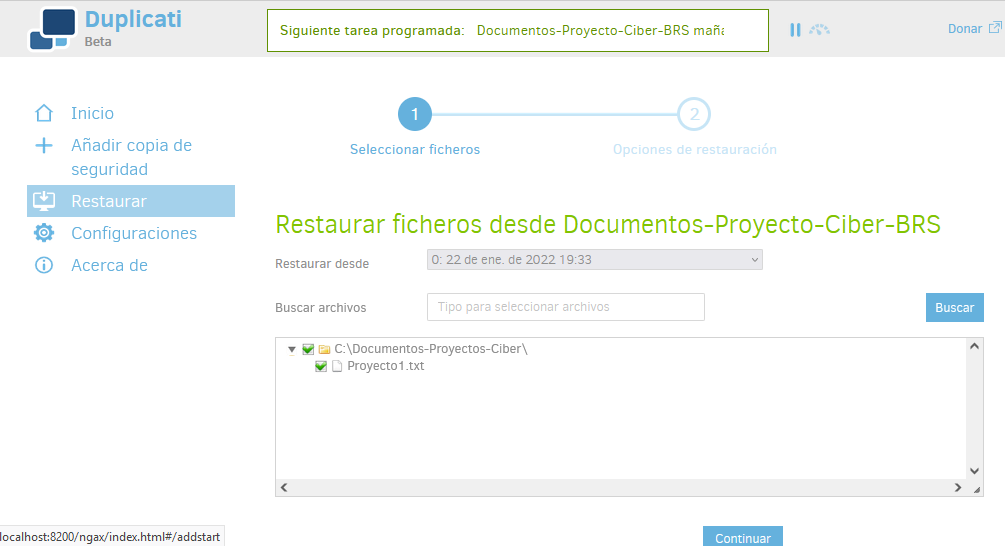 Duplicati
Beta
Siguiente tarea programada: Documentos-Proyecto-Ciber-BRS maña
Donar
Inicio
Añadir copia de
seguridad
Restaurar
Configuraciones
Acerca de
1
2
Seleccionar ficheros
Opciones de restauración
Restaurar ficheros desde Documentos-Proyecto-Ciber-BRS
Restaurar desde
0: 22 de ene. de 2022 19:33
Buscar archivos
Tipo para seleccionar archivos
Buscar
C:\Documentos-Proyectos-Ciber\
Proyecto1.txt
localhost:8200/ngax/index.html#/addstart
Continuar